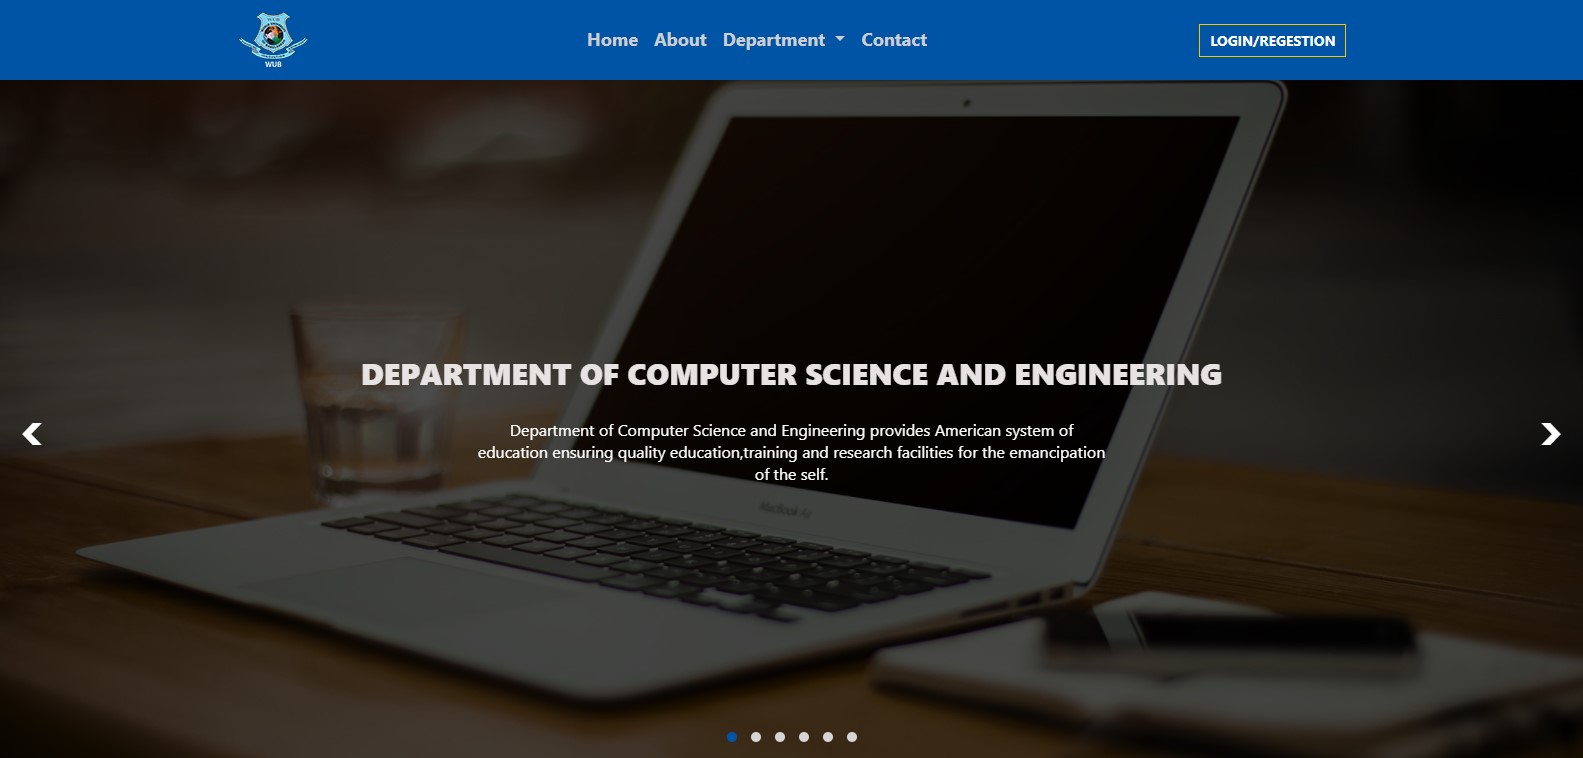 WUB
Home About Department Contact
LOGIN/REGESTION
DEPARTMENT OF COMPUTER SCIENCE AND ENGINEERING
Department of Computer Science and Engineering provides American system of
education ensuring quality education,training and research facilities for the emancipation
of the self.
MacBook Air